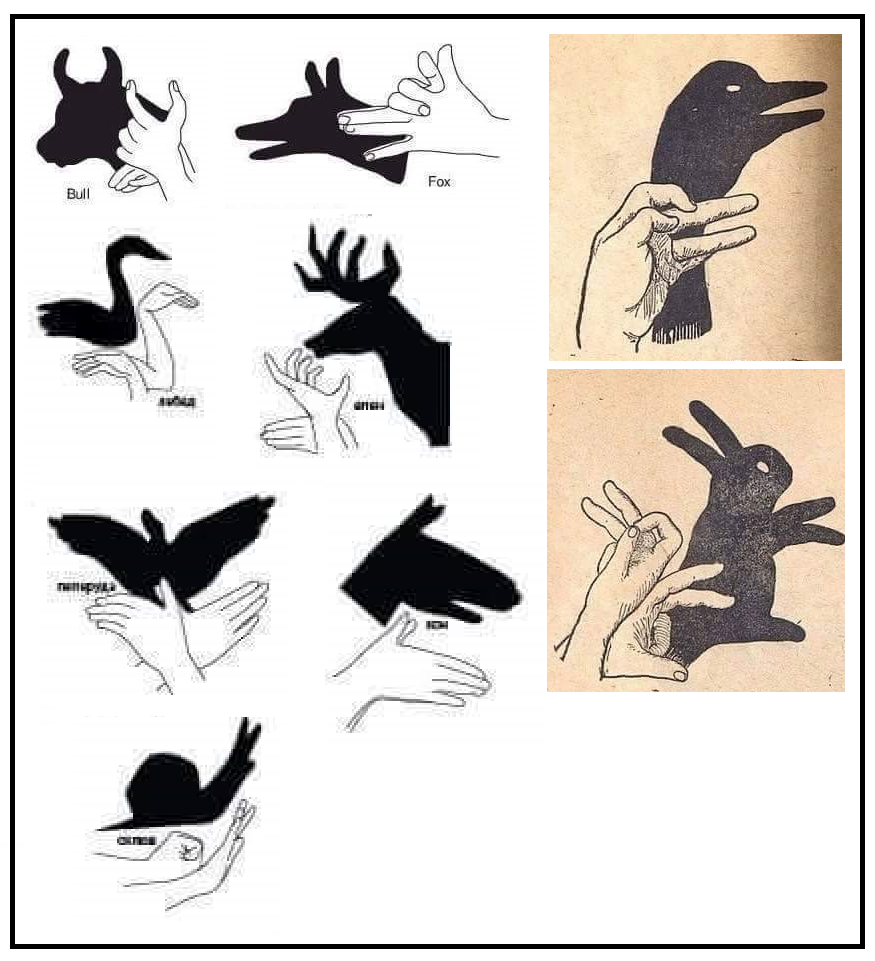 Bull
Fox
лебед
елен
пеперуда
кон
охлюв